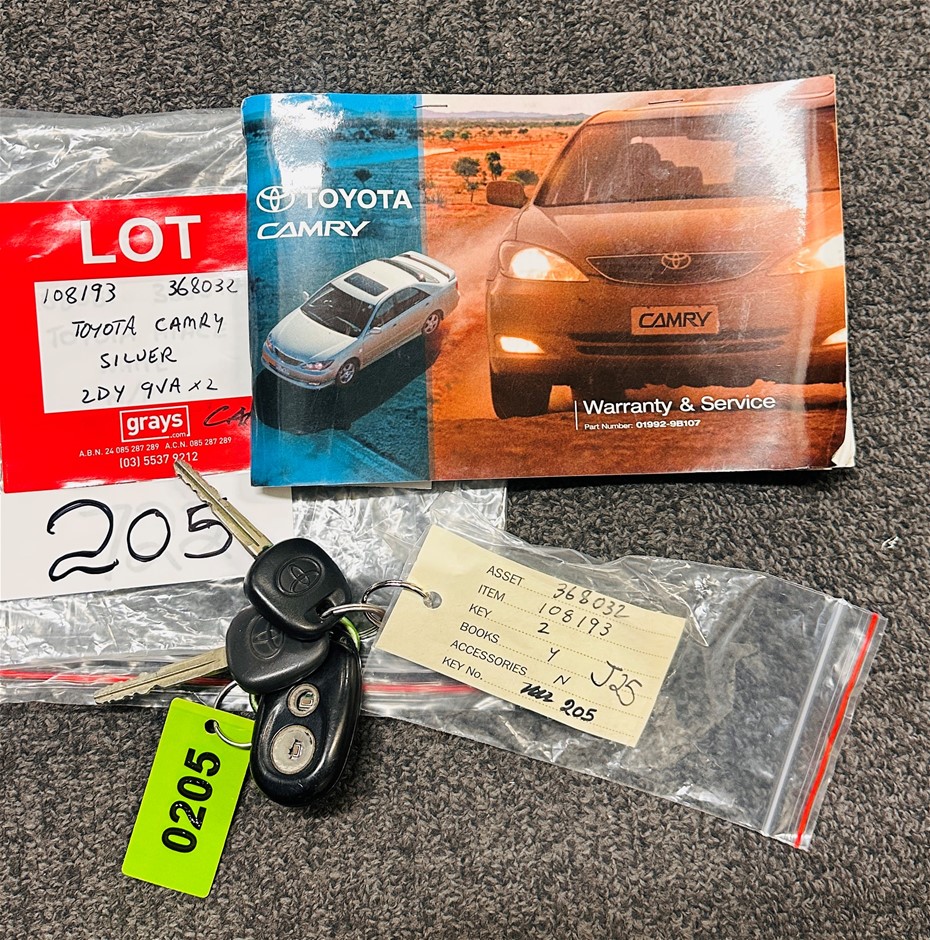 LOT
108193 368032
TOYOTA CAMRY
SILVER
2DY 9VA x2
grays
.com
A.B.N. 24 085 287 289 A.C.N. 085 287 289
(03) 5537 9212
205
TOYOTA
CAMRY
CAMRY
Warranty & Service
Part Number: 01992-9B107
ASSET 368032
ITEM 108193
KEY 2
BOOKS Y
ACCESSORIES N
KEY No. 205
J25
0205